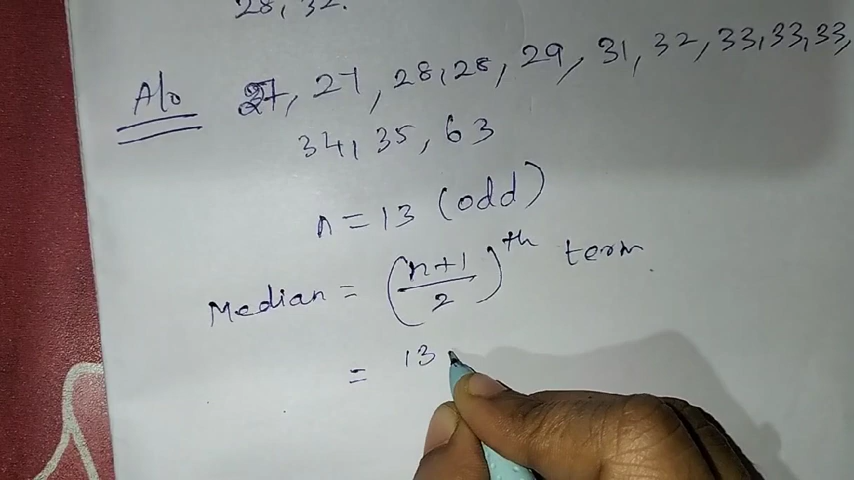 28, 32.
A/o 27, 27, 28, 28, 29, 31, 32, 33, 33, 33,
34, 35, 63
n = 13 (odd)
Median = (n+1/2)th term.
= 13